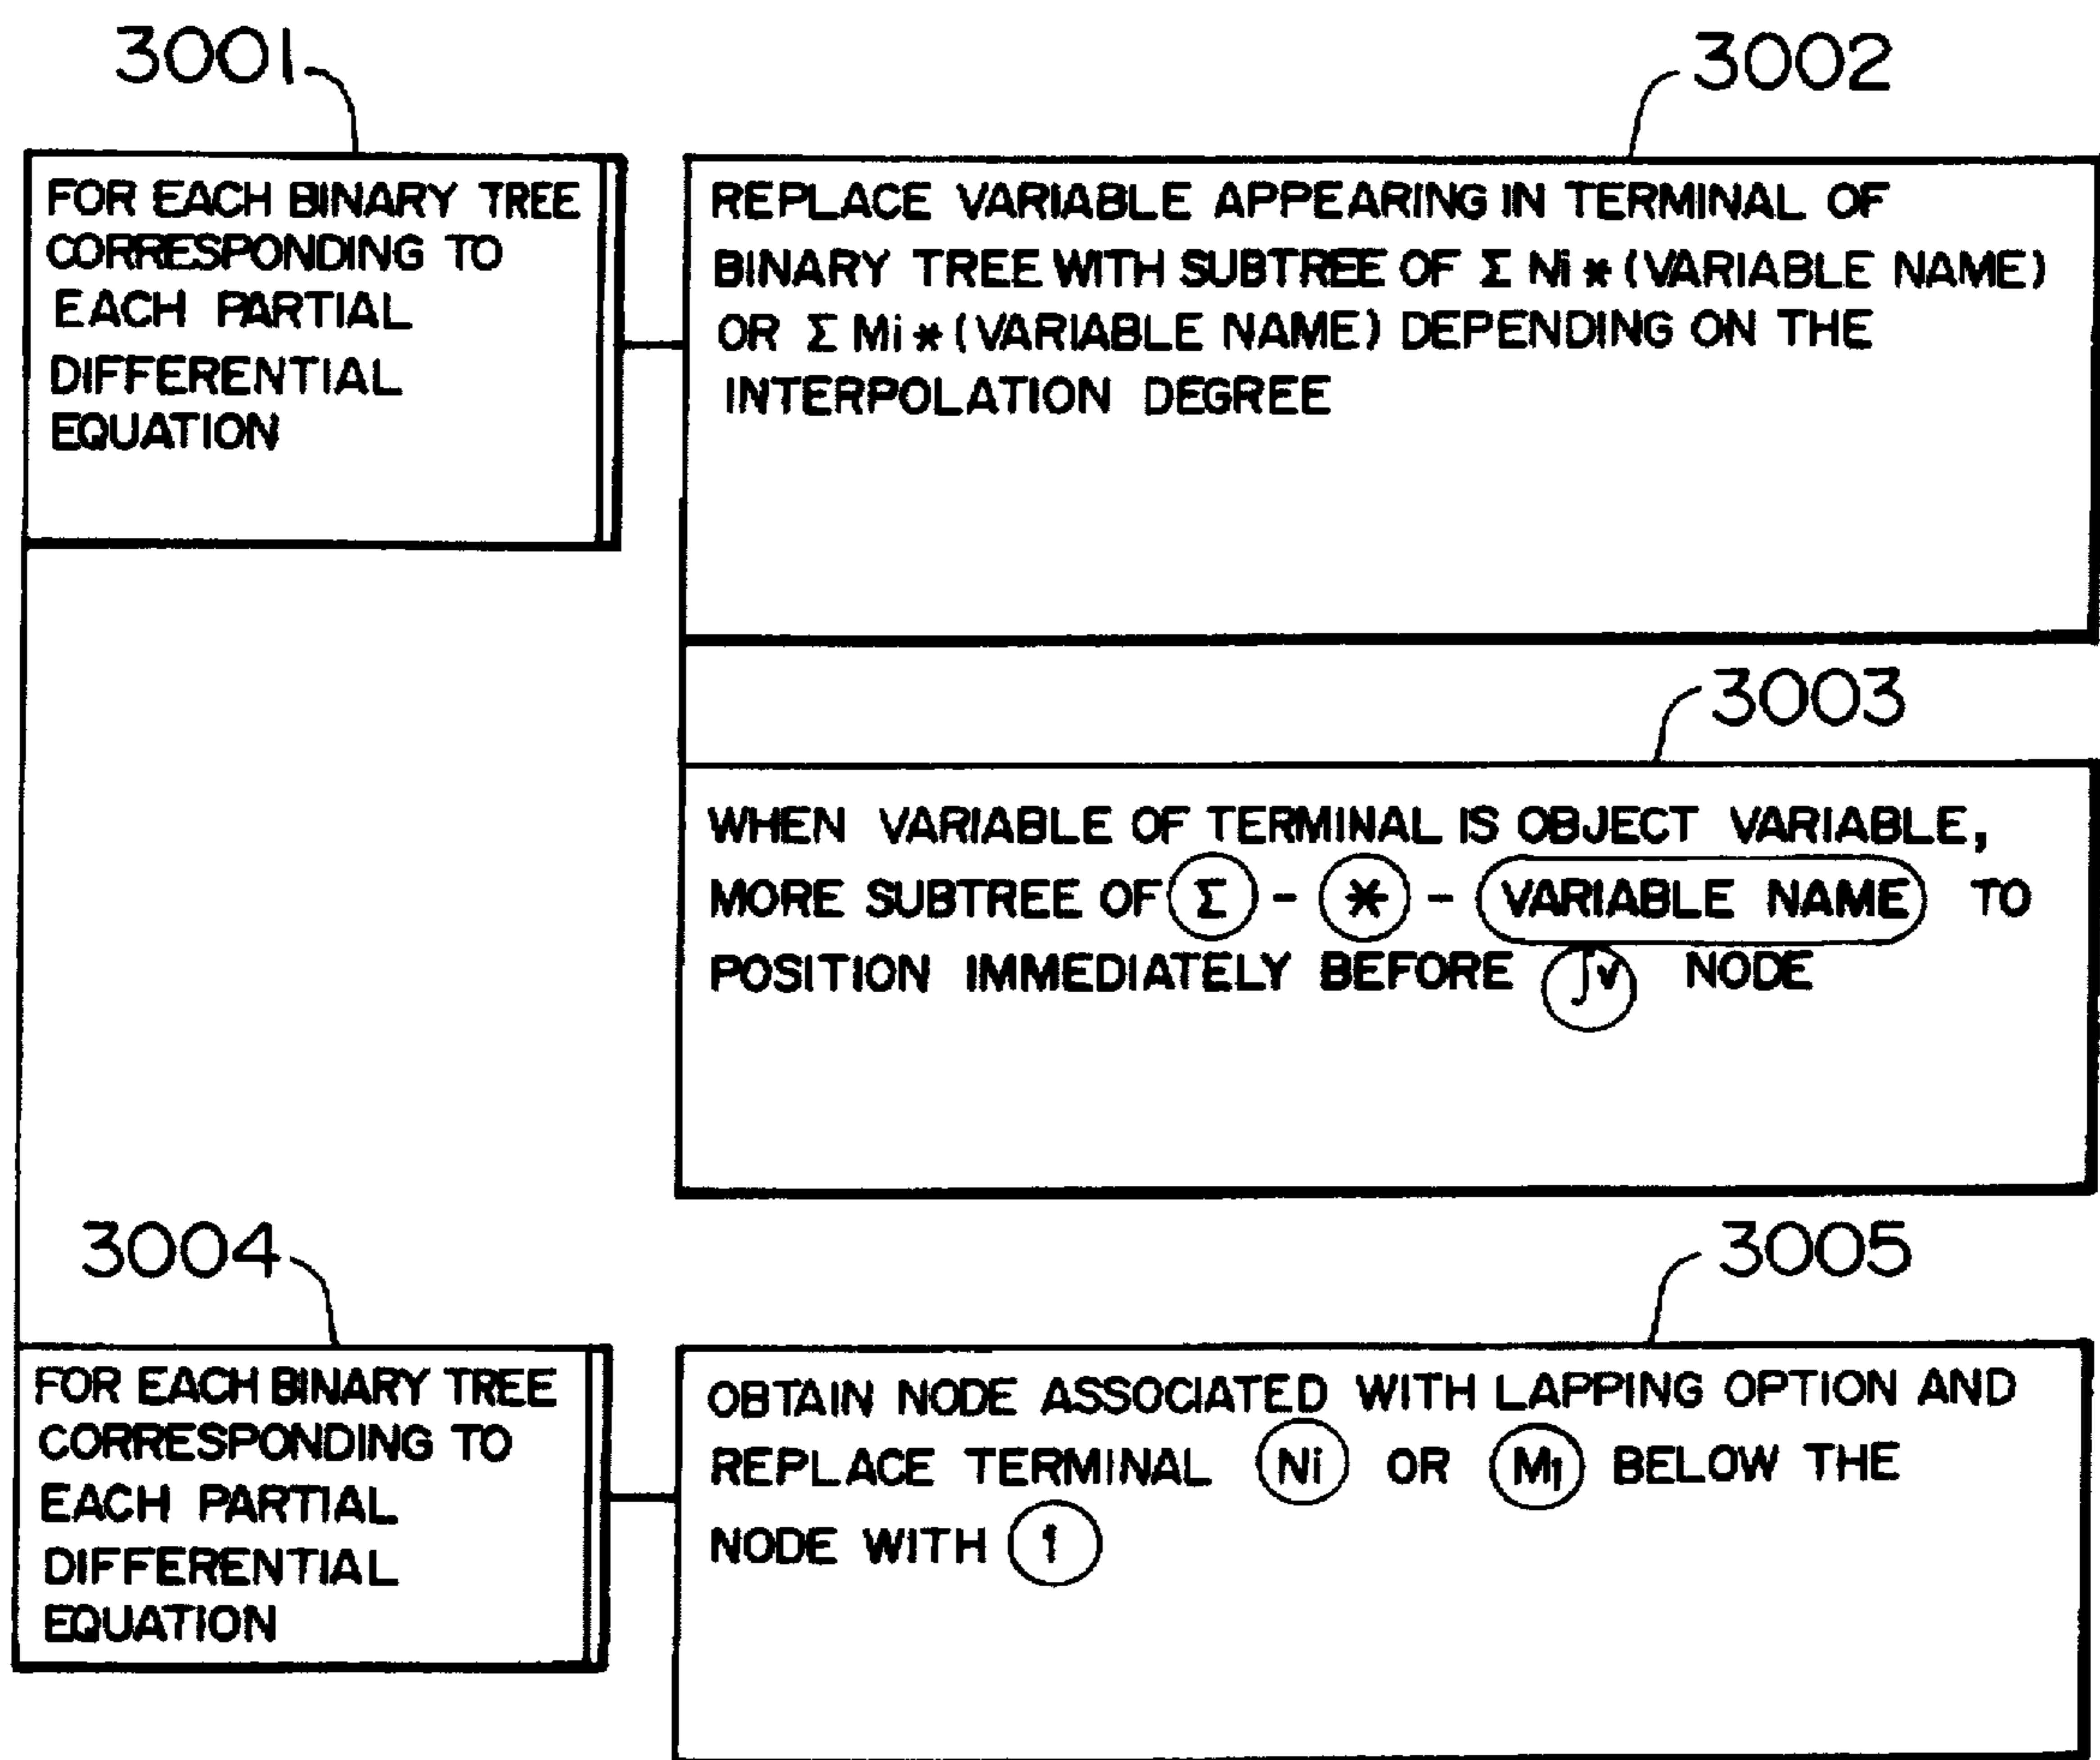 3001
FOR EACH BINARY TREE
CORRESPONDING TO
EACH PARTIAL
DIFFERENTIAL
EQUATION
3002
REPLACE VARIABLE APPEARING IN TERMINAL OF
BINARY TREE WITH SUBTREE OF Σ Ni * (VARIABLE NAME)
OR Σ Mi * (VARIABLE NAME) DEPENDING ON THE
INTERPOLATION DEGREE
3003
WHEN VARIABLE OF TERMINAL IS OBJECT VARIABLE,
MORE SUBTREE OF Σ - * - VARIABLE NAME TO
POSITION IMMEDIATELY BEFORE ∫v NODE
3004
FOR EACH BINARY TREE
CORRESPONDING TO
EACH PARTIAL
DIFFERENTIAL
EQUATION
3005
OBTAIN NODE ASSOCIATED WITH LAPPING OPTION AND
REPLACE TERMINAL Ni OR Mi BELOW THE
NODE WITH 1